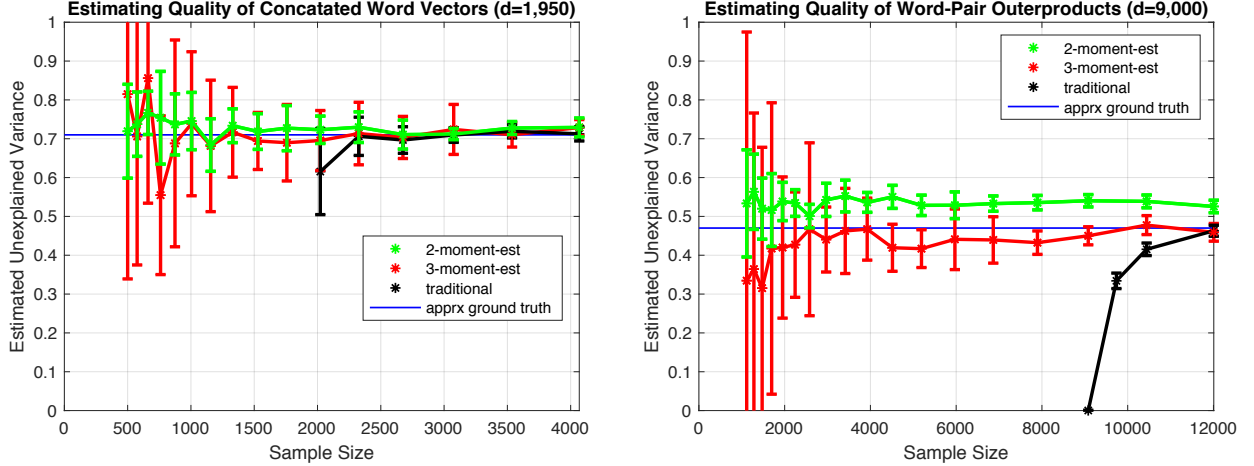 Estimating Quality of Concatated Word Vectors (d=1,950)
1
0.9
0.8
0.7
0.6
0.5
0.4
0.3
0.2
0.1
0
Estimated Unexplained Variance
2-moment-est
3-moment-est
traditional
apprx ground truth
0 500 1000 1500 2000 2500 3000 3500 4000
Sample Size
Estimating Quality of Word-Pair Outerproducts (d=9,000)
1
0.9
0.8
0.7
0.6
0.5
0.4
0.3
0.2
0.1
0
Estimated Unexplained Variance
2-moment-est
3-moment-est
traditional
apprx ground truth
0 2000 4000 6000 8000 10000 12000
Sample Size